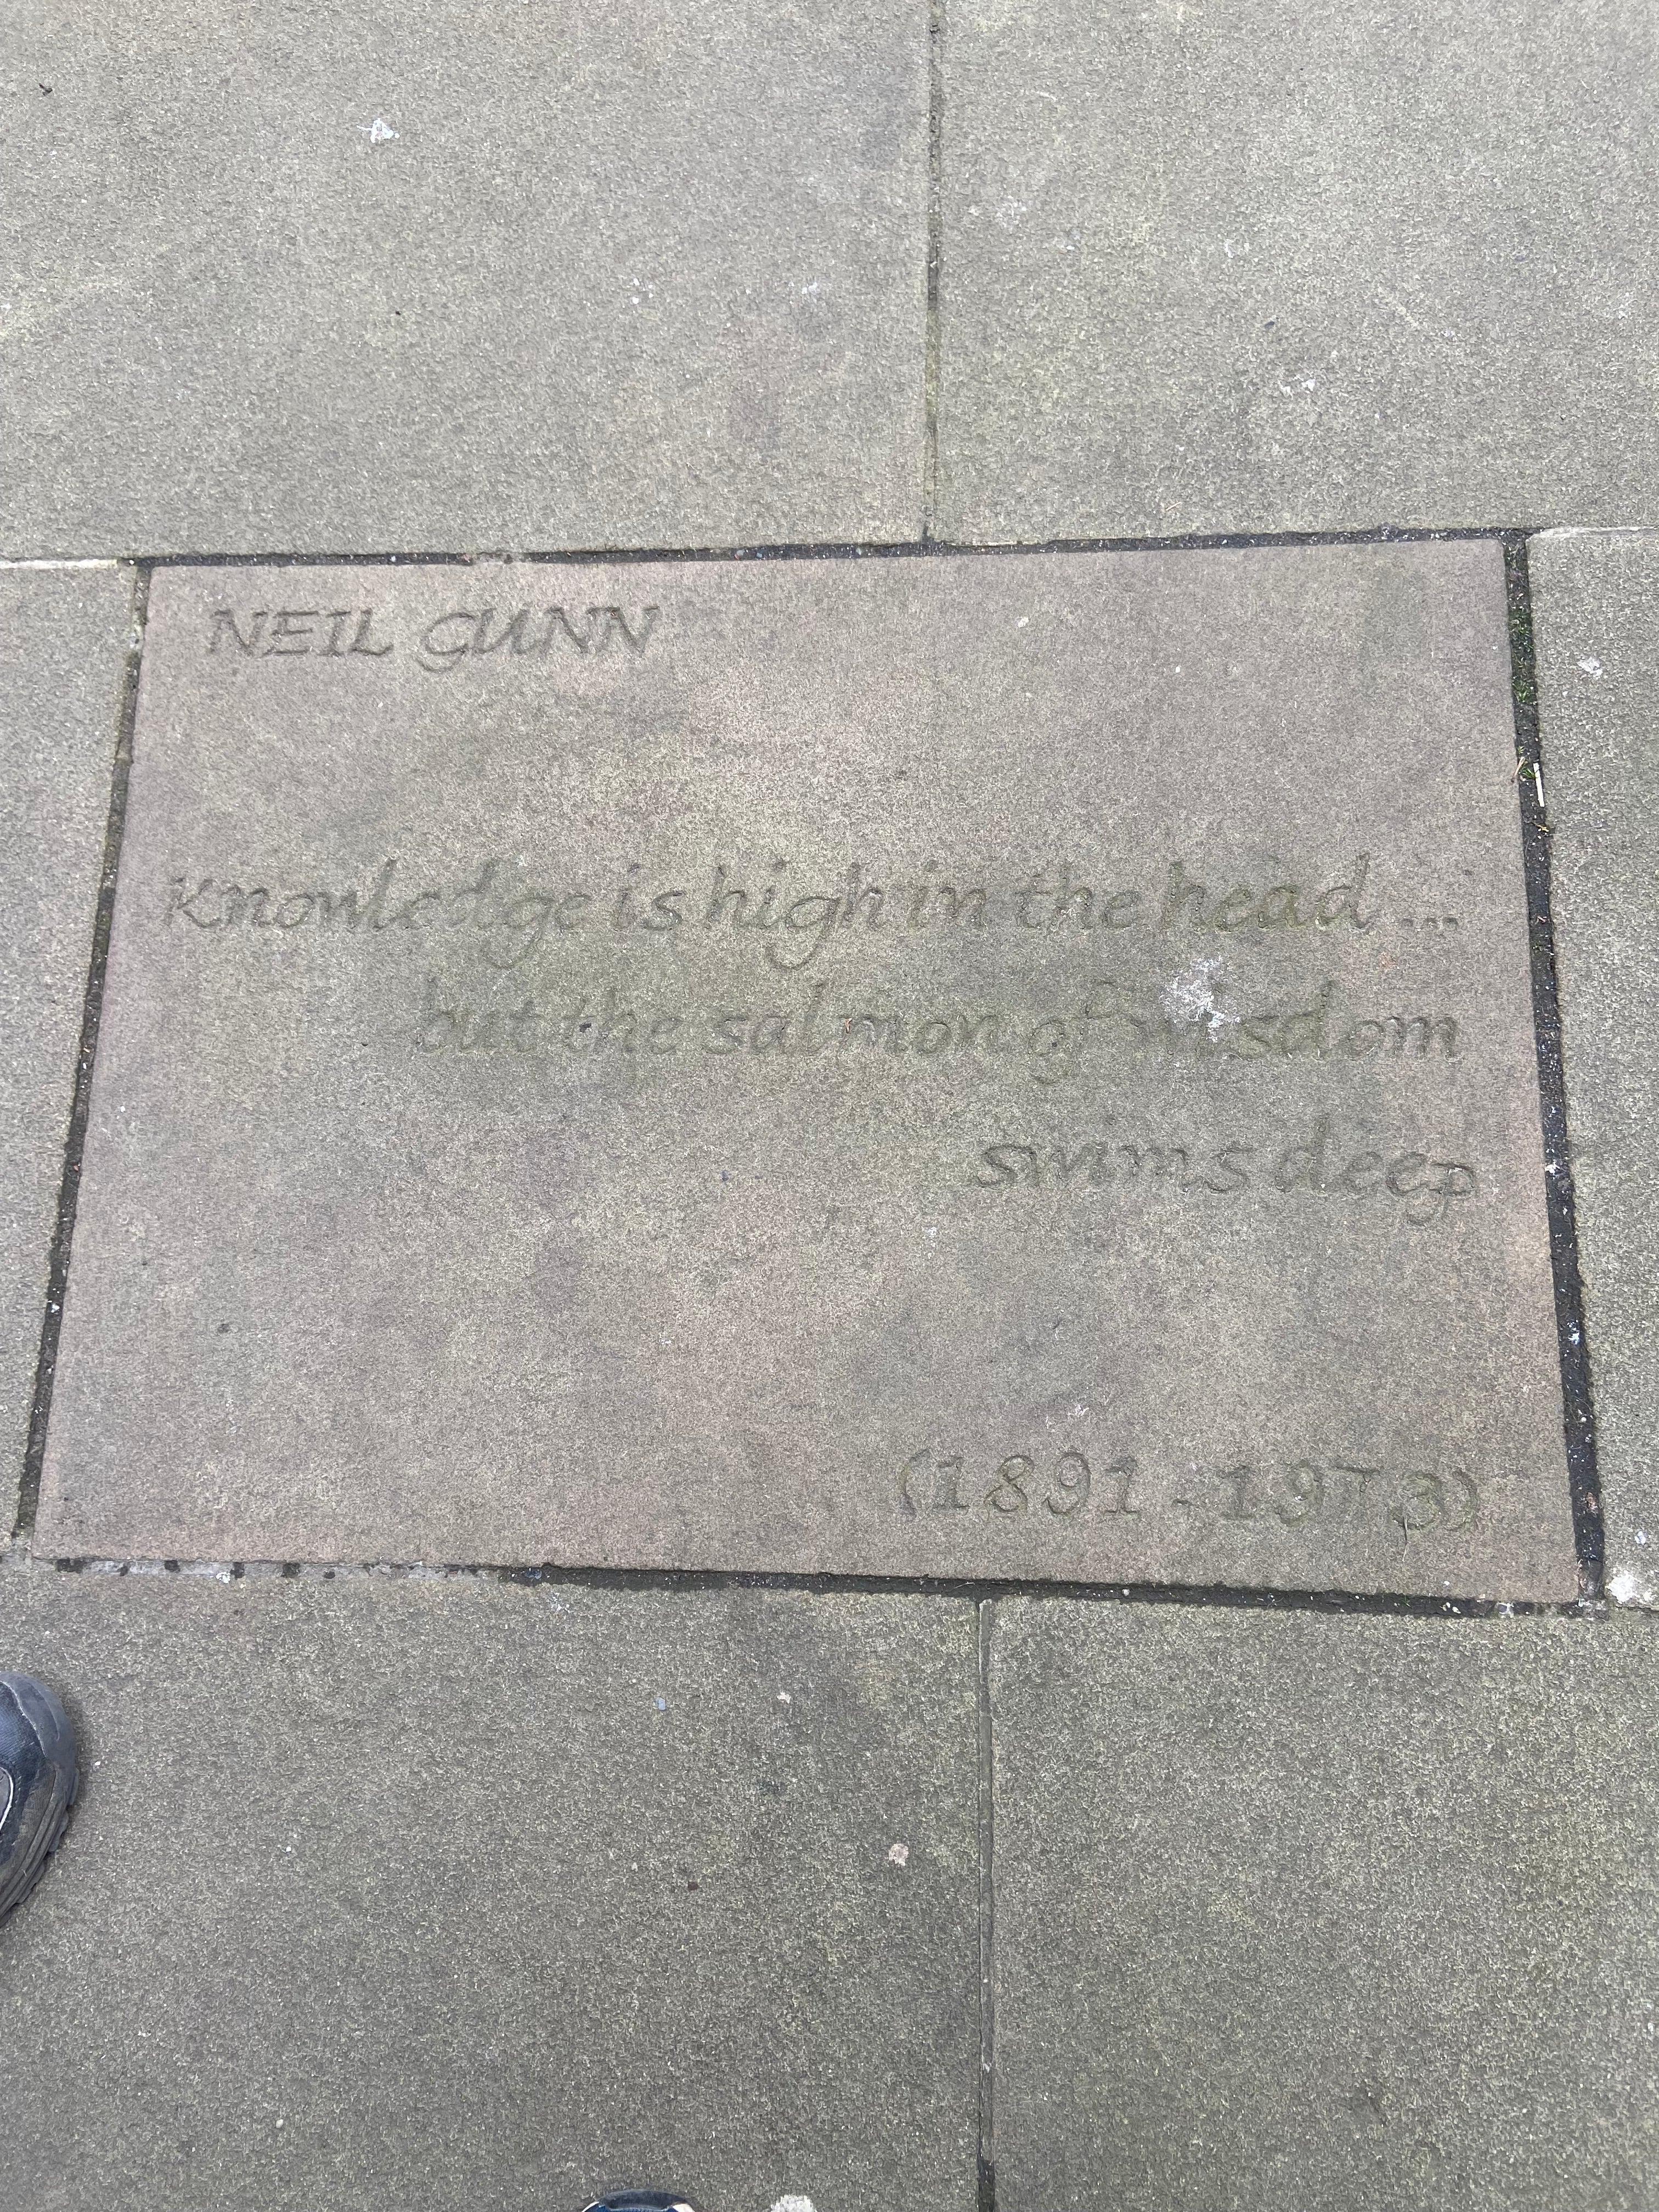 NEIL GUNN
Knowledge is high in the head ...
but the salmon of wisdom
swims deep
(1891 - 1973)